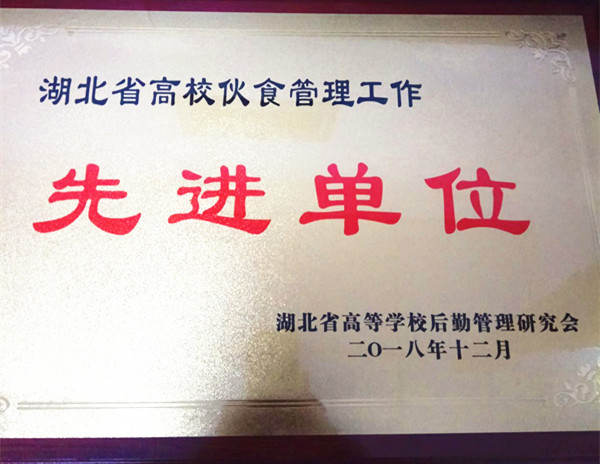 湖北省高校伙食管理工作
先进单位
湖北省高等学校后勤管理研究会
二〇一八年十二月